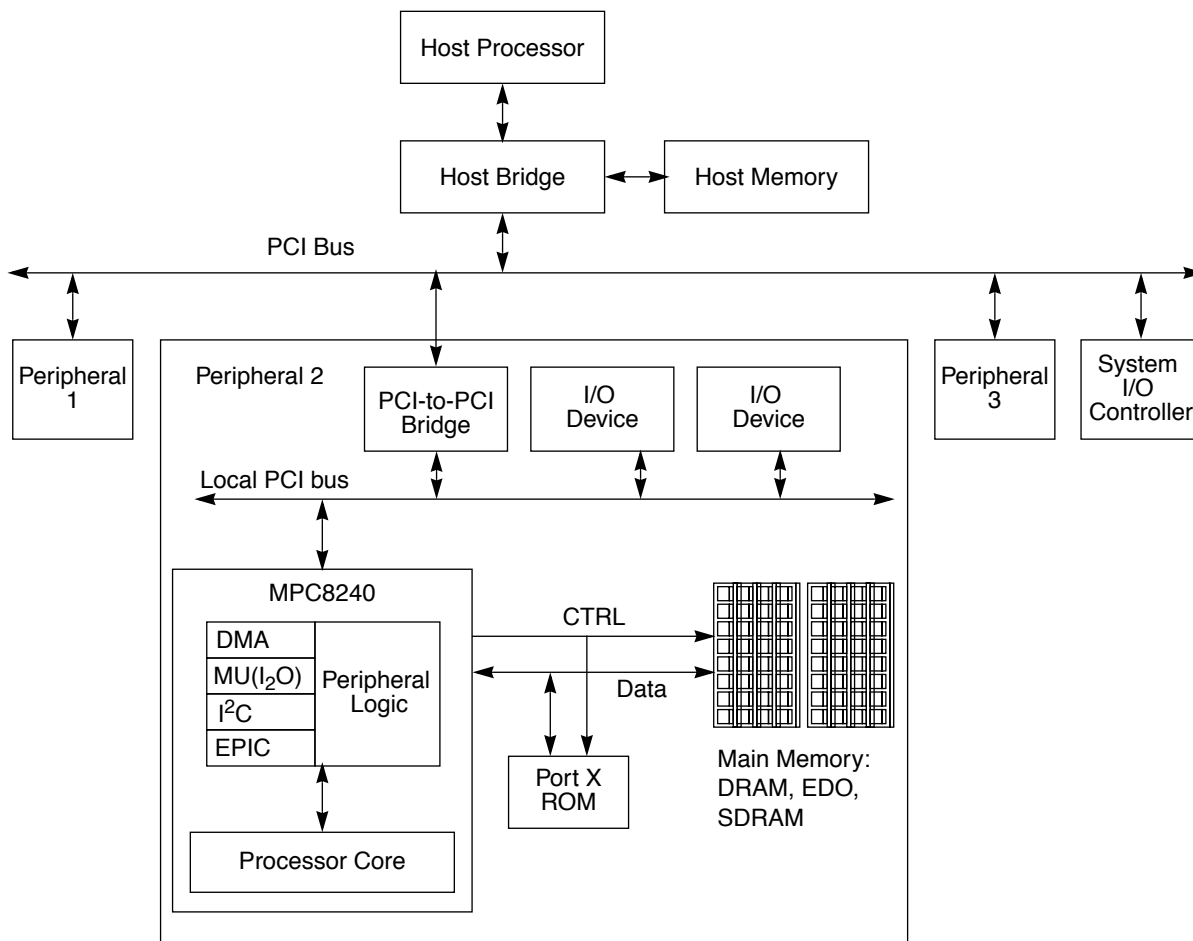 Host Processor
Host Bridge
Host Memory
PCI Bus
Peripheral
1
Peripheral 2
PCI-to-PCI
Bridge
I/O
Device
I/O
Device
Peripheral
3
System
I/O
Controller
Local PCI bus
MPC8240
DMA
MU(I₂O)
I²C
EPIC
Peripheral
Logic
CTRL
Data
Port X
ROM
Main Memory:
DRAM, EDO,
SDRAM
Processor Core